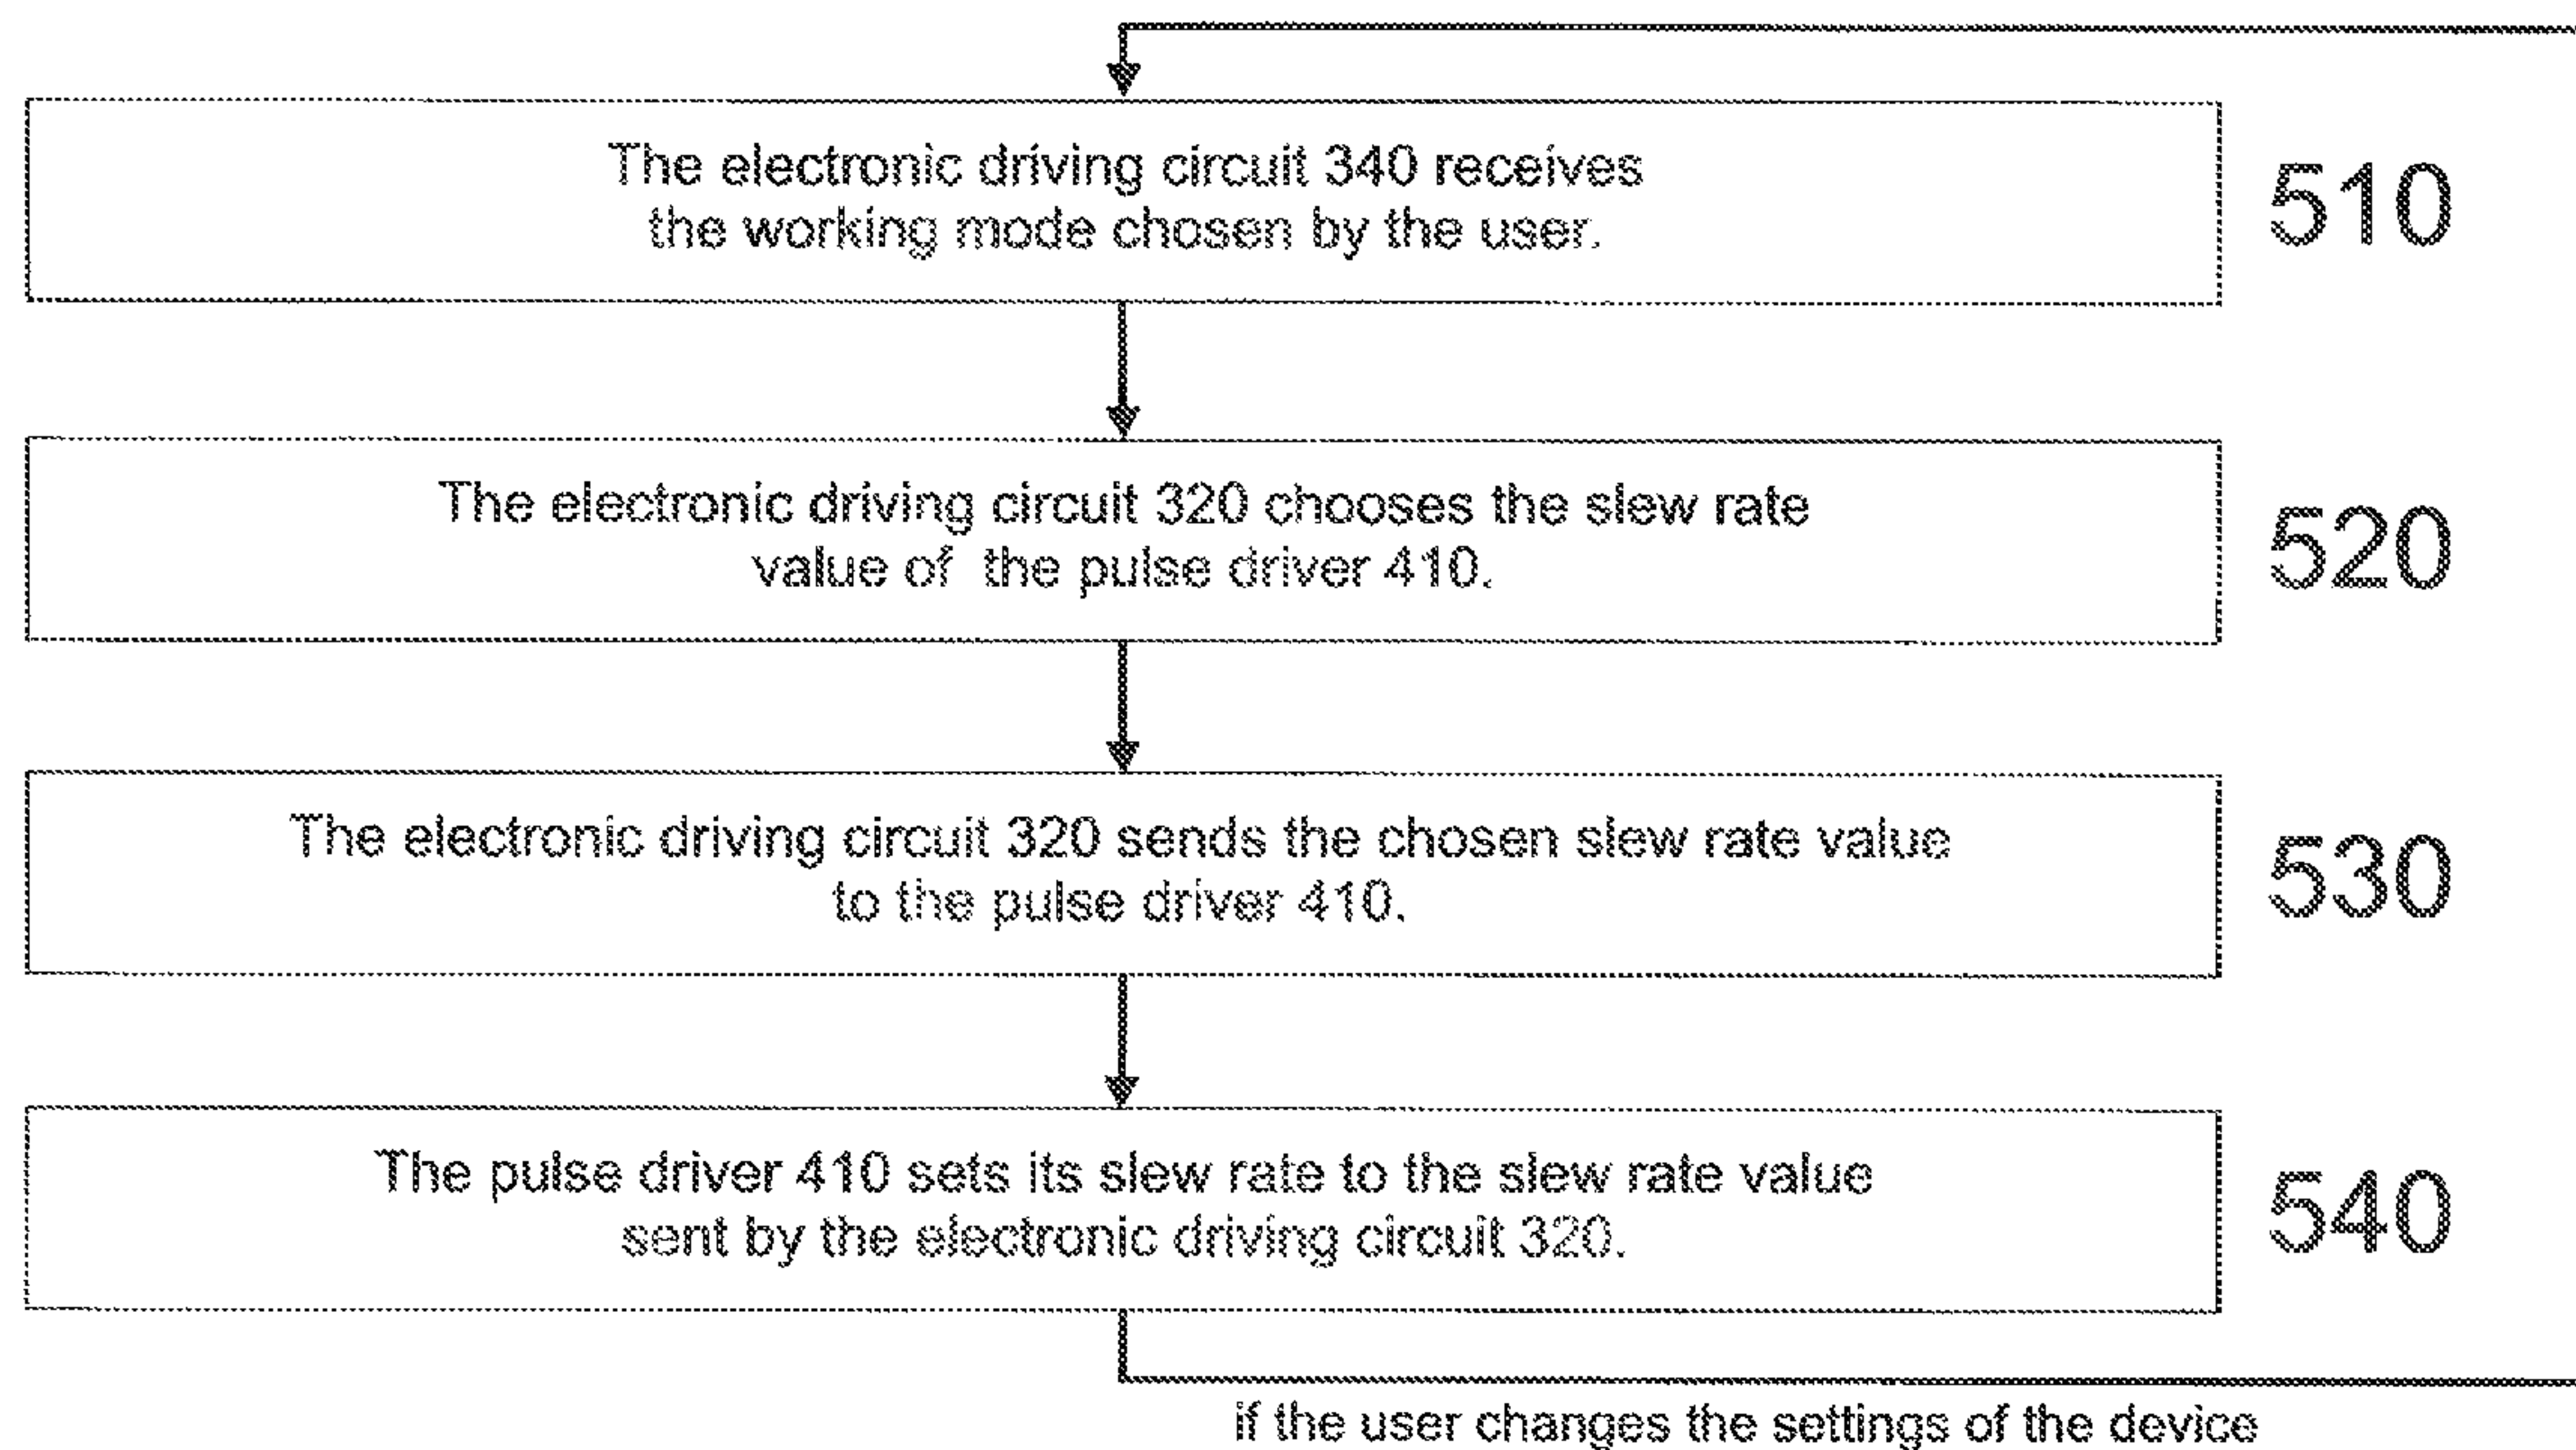 The electronic driving circuit 340 receives
the working mode chosen by the user.
510
The electronic driving circuit 320 chooses the slew rate
value of the pulse driver 410.
520
The electronic driving circuit 320 sends the chosen slew rate value
to the pulse driver 410.
530
The pulse driver 410 sets its slew rate to the slew rate value
sent by the electronic driving circuit 320.
540
if the user changes the settings of the device